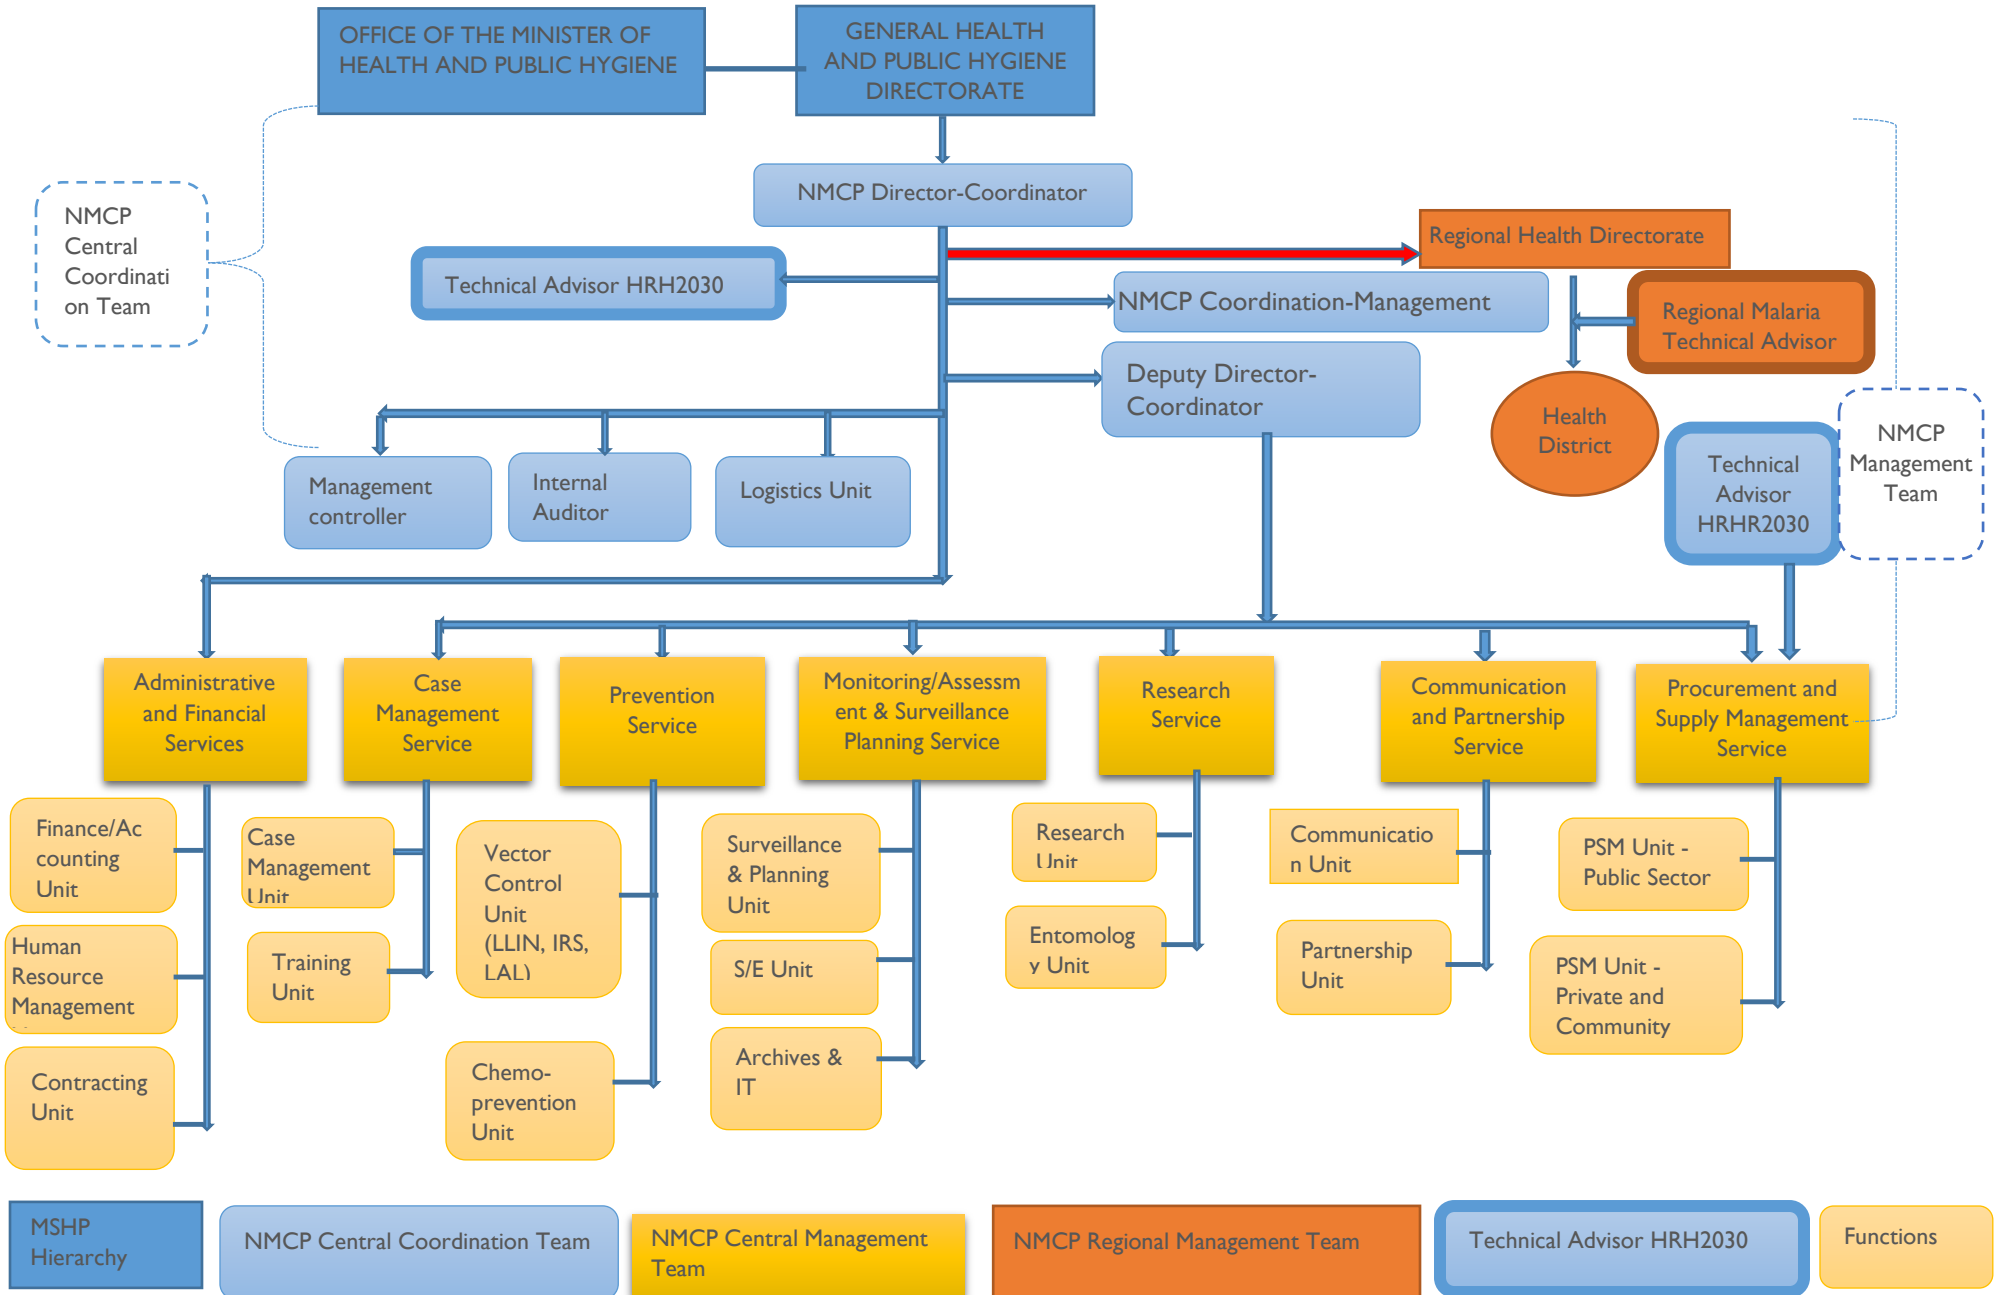 OFFICE OF THE MINISTER OF
HEALTH AND PUBLIC HYGIENE
GENERAL HEALTH
AND PUBLIC HYGIENE
DIRECTORATE
NMCP Director-Coordinator
NMCP
Central
Coordinati
on Team
Technical Advisor HRH2030
Regional Health Directorate
NMCP Coordination-Management
Regional Malaria
Technical Advisor
Deputy Director-
Coordinator
Health
District
Technical
Advisor
HRHR2030
NMCP
Management
Team
Management
controller
Internal
Auditor
Logistics Unit
Administrative
and Financial
Services
Case
Management
Service
Prevention
Service
Monitoring/Assessm
ent & Surveillance
Planning Service
Research
Service
Communication
and Partnership
Service
Procurement and
Supply Management
Service
Finance/Ac
counting
Unit
Human
Resource
Management
Contracting
Unit
Case
Management
Unit
Training
Unit
Vector
Control
Unit
(LLIN, IRS,
LAL)
Chemo-
prevention
Unit
Surveillance
& Planning
Unit
S/E Unit
Archives &
IT
Research
Unit
Entomolog
y Unit
Communicatio
n Unit
Partnership
Unit
PSM Unit -
Public Sector
PSM Unit -
Private and
Community
MSHP
Hierarchy
NMCP Central Coordination Team
NMCP Central Management
Team
NMCP Regional Management Team
Technical Advisor HRH2030
Functions